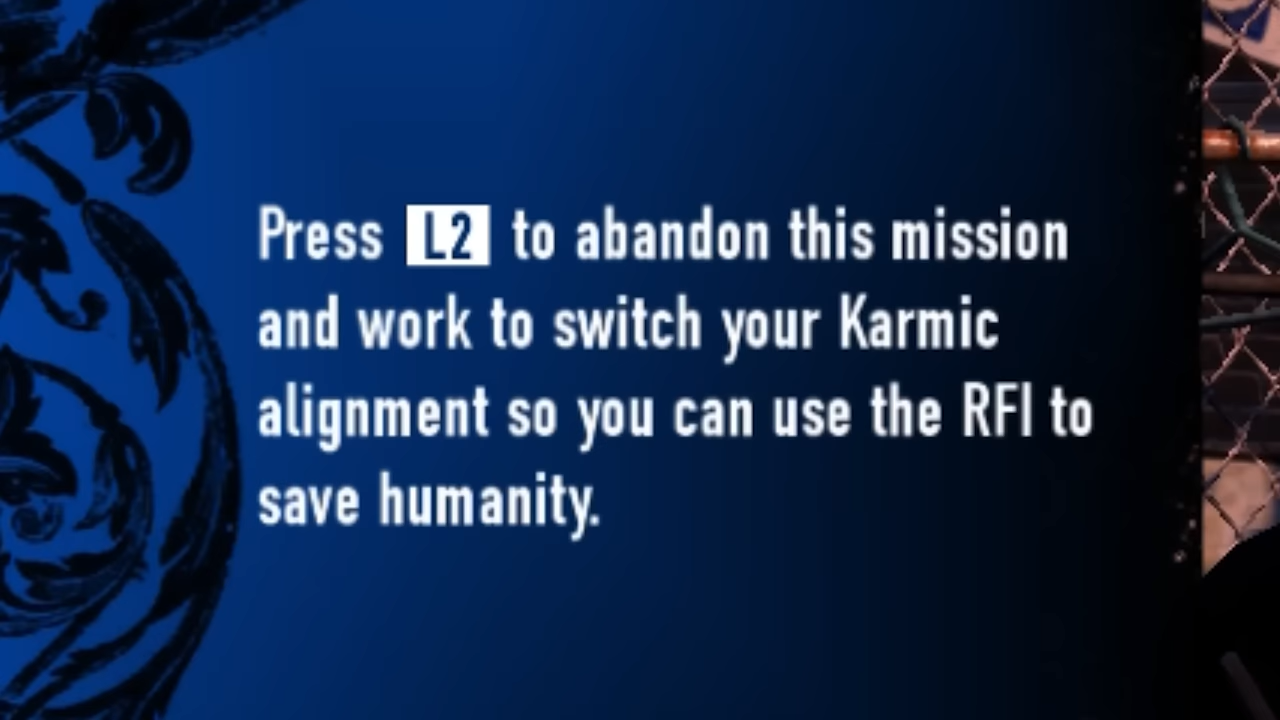 Press L2 to abandon this mission
and work to switch your Karmic
alignment so you can use the RFI to
save humanity.